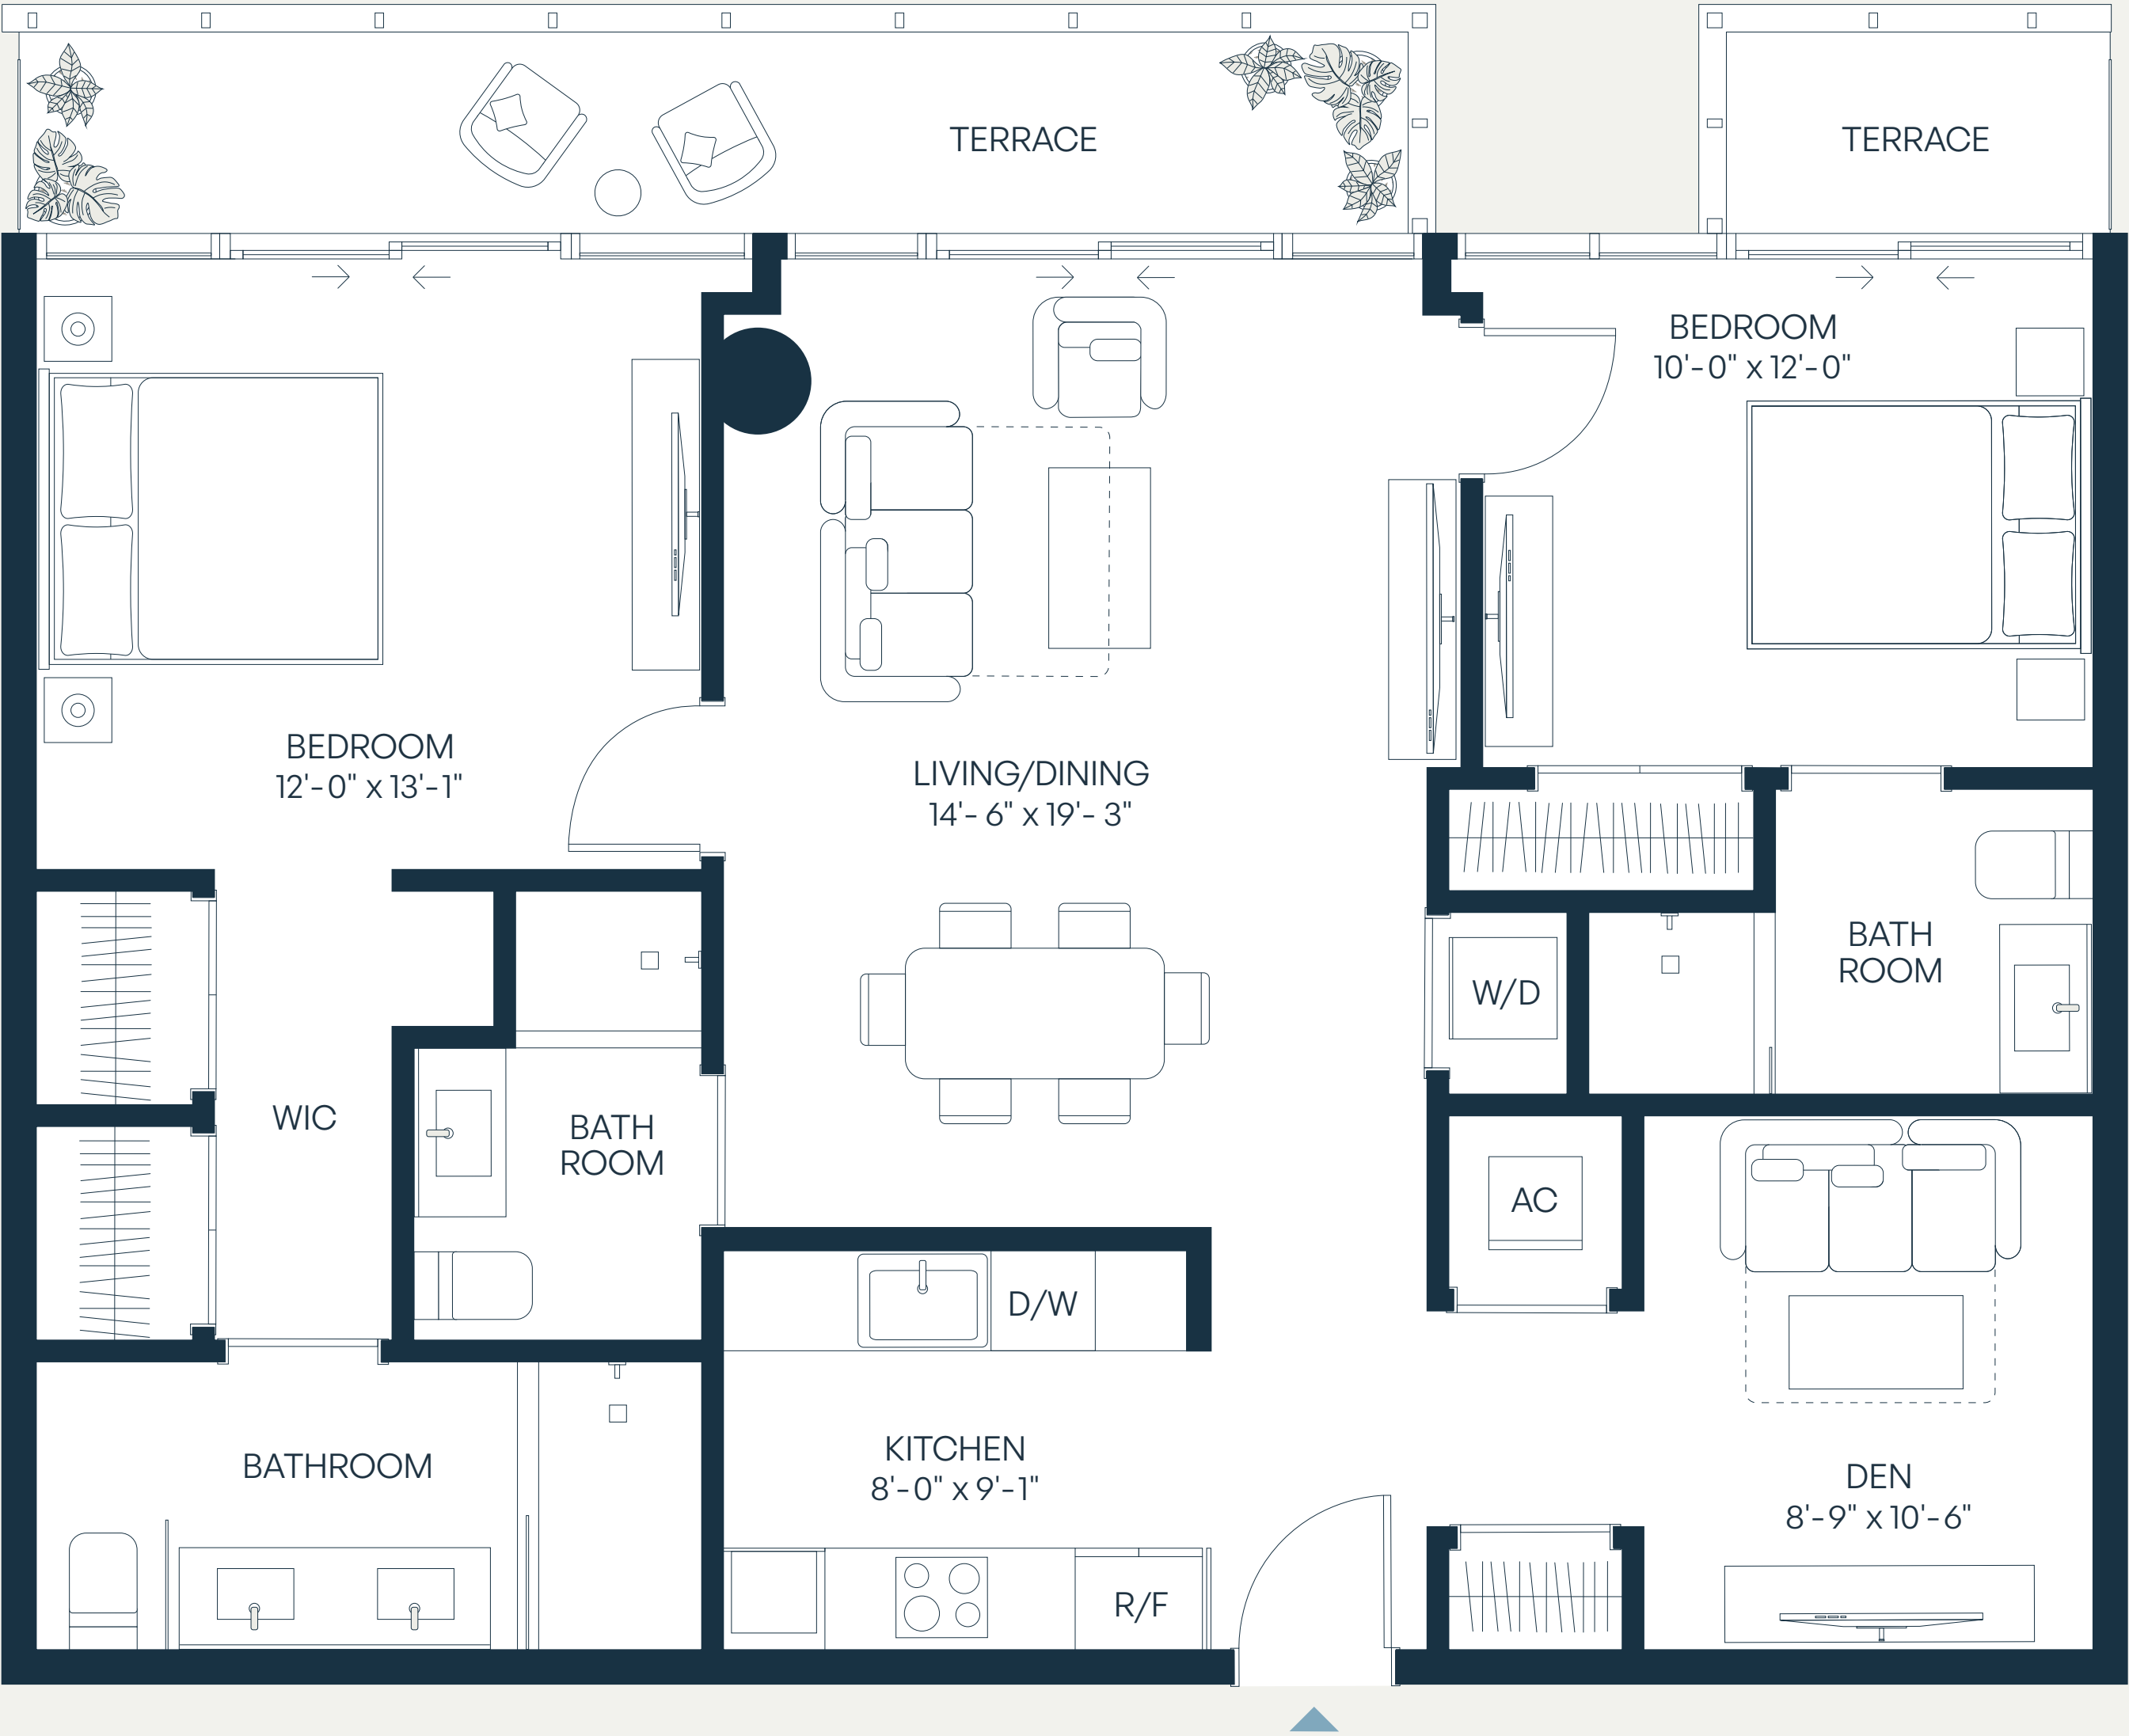 TERRACE
TERRACE
BEDROOM
10'-0" x 12'-0"
BEDROOM
12'-0" x 13'-1"
LIVING/DINING
14'- 6" x 19'- 3"
BATH
ROOM
W/D
WIC
BATH
ROOM
AC
D/W
BATHROOM
KITCHEN
8'-0" x 9'-1"
DEN
8'-9" x 10'-6"
R/F